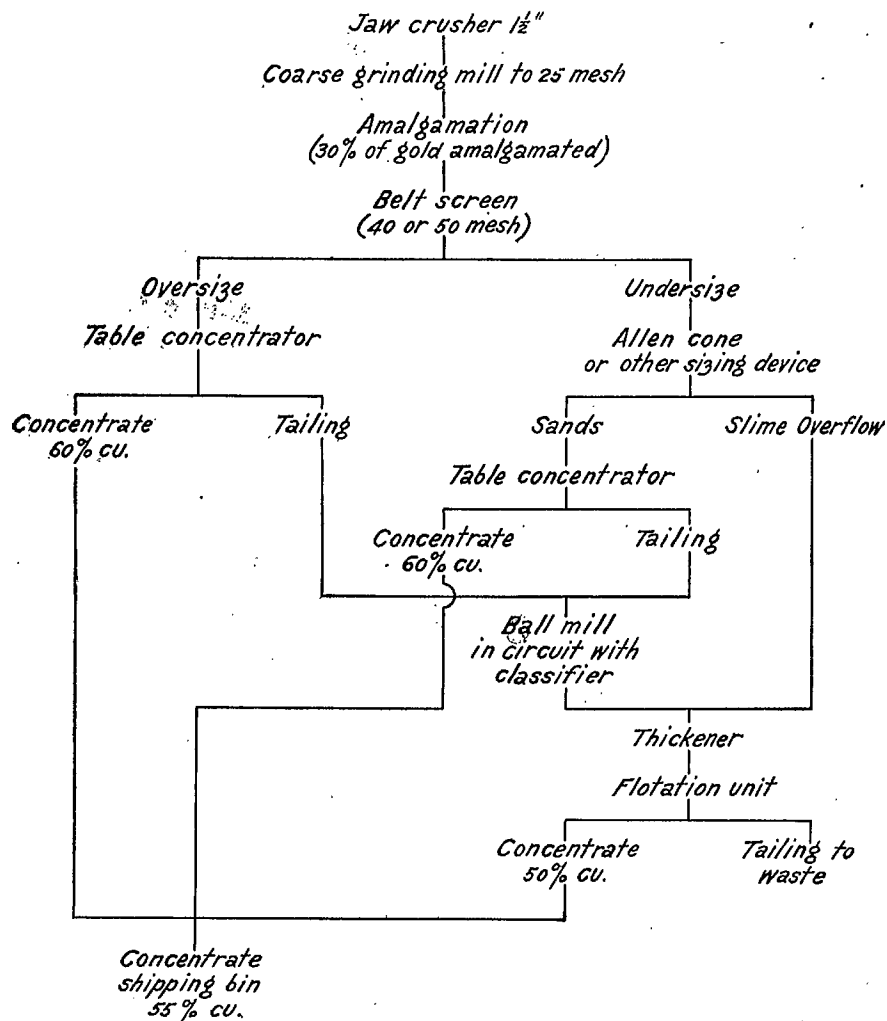 Jaw crusher 1½"
Coarse grinding mill to 25 mesh
Amalgamation
(30% of gold amalgamated)
Belt screen
(40 or 50 mesh)
Oversize
Undersize
Table concentrator
Allen cone
or other sizing device
Concentrate
60% cu.
Tailing
Sands
Slime Overflow
Table concentrator
Concentrate
60% cu.
Tailing
Ball mill
in circuit with
classifier
Thickener
Flotation unit
Concentrate
50% cu.
Tailing to
waste
Concentrate
shipping bin
55% cu.